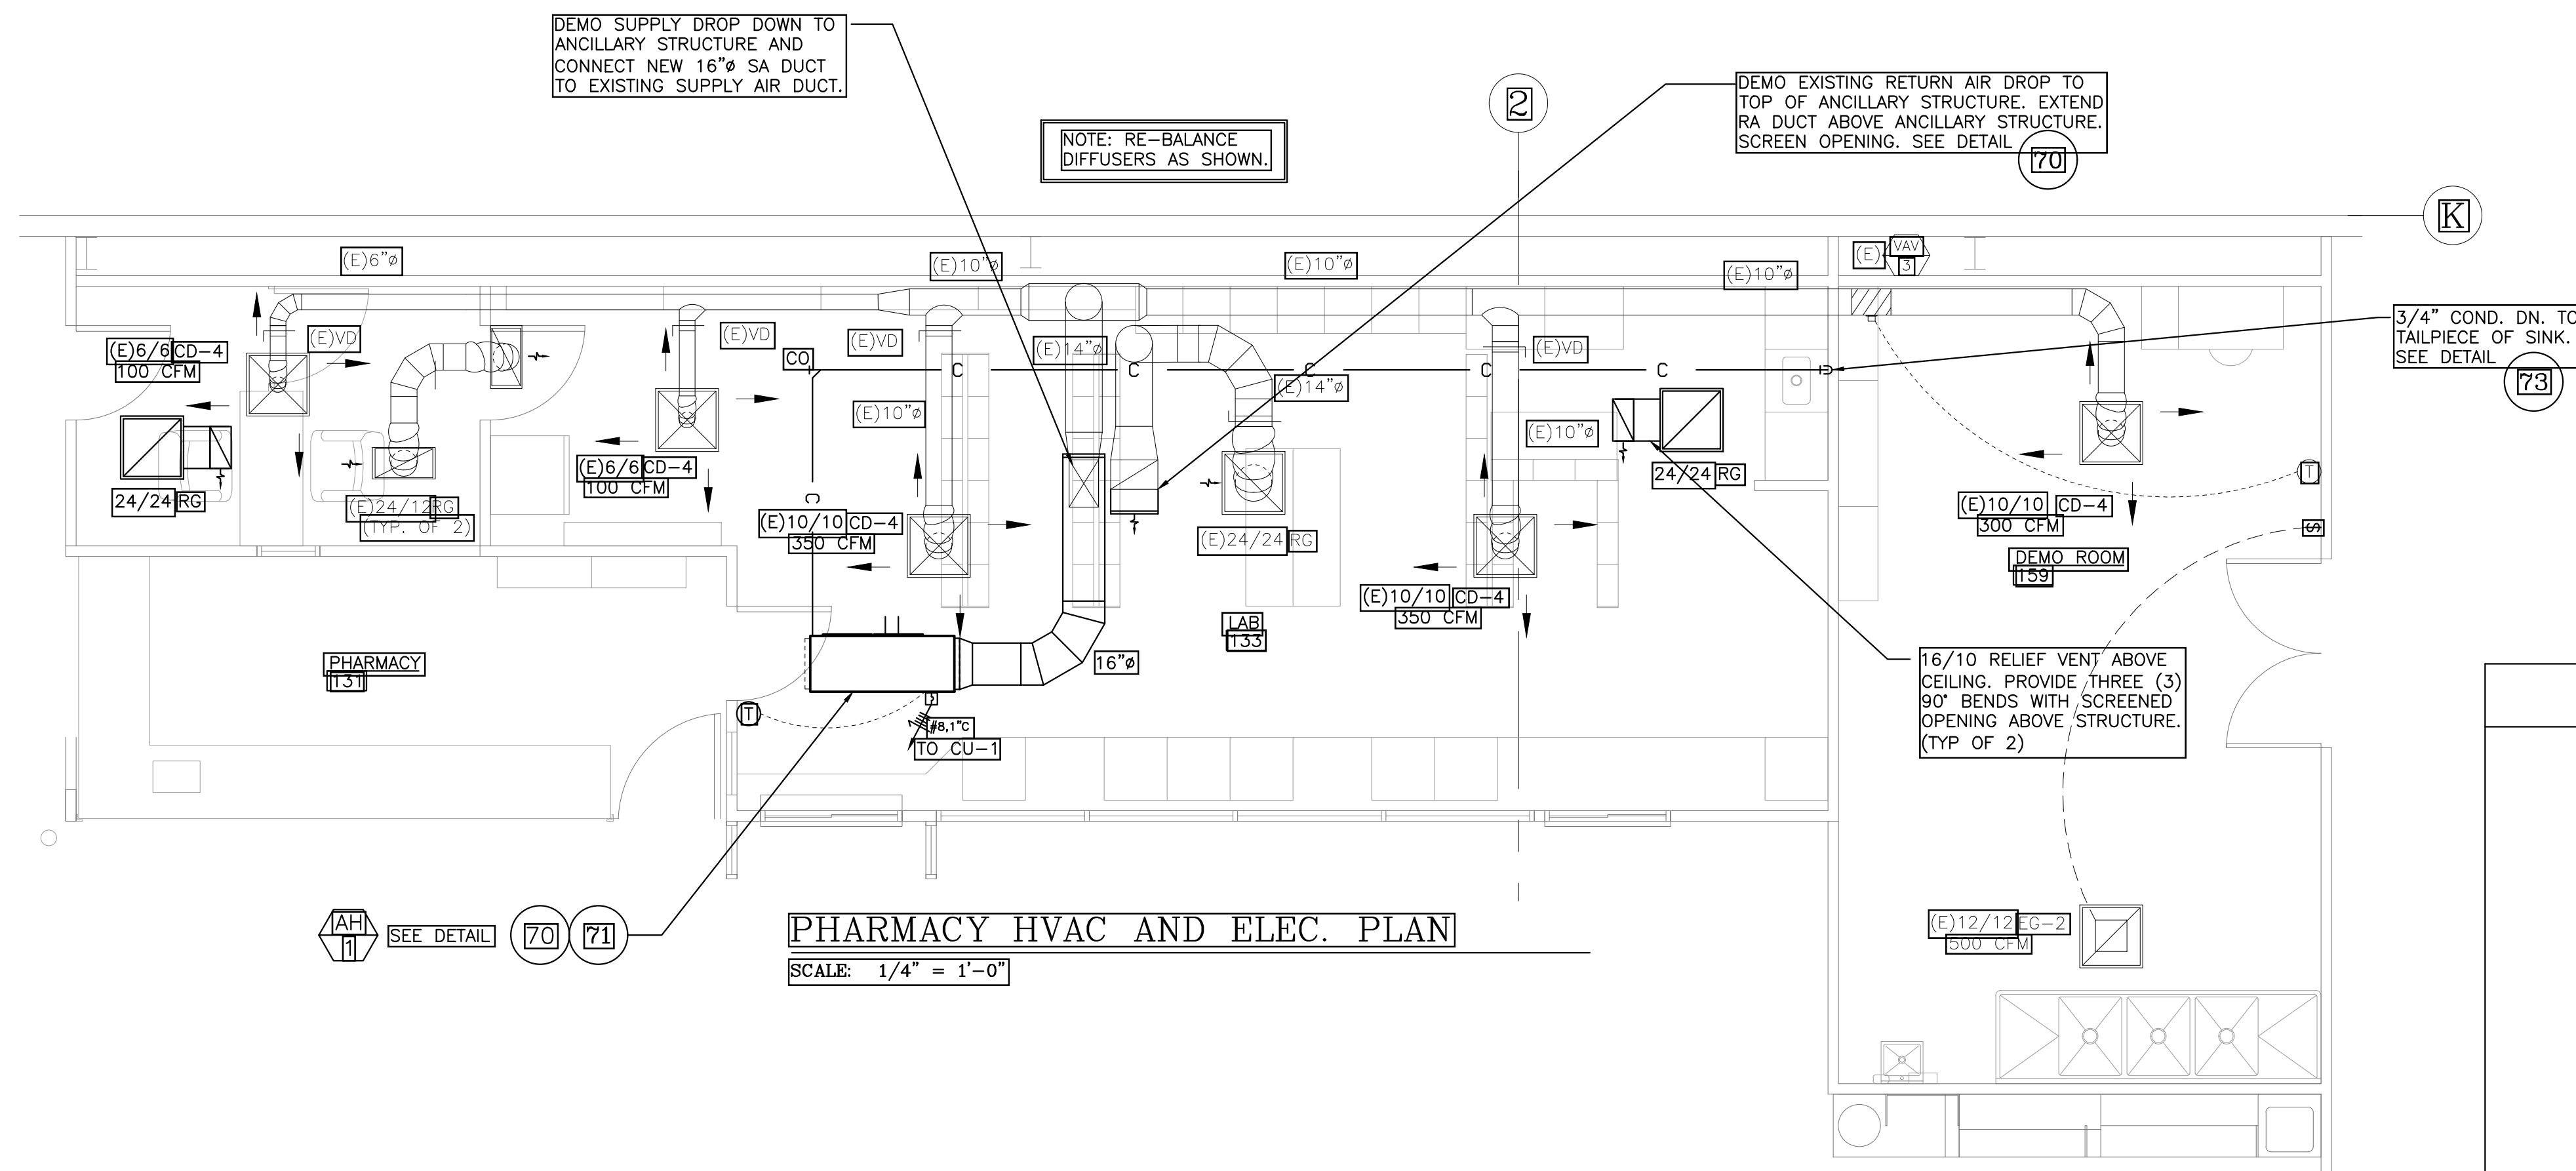 DEMO SUPPLY DROP DOWN TO
ANCILLARY STRUCTURE AND
CONNECT NEW 16"ø SA DUCT
TO EXISTING SUPPLY AIR DUCT.
NOTE: RE-BALANCE
DIFFUSERS AS SHOWN.
2
DEMO EXISTING RETURN AIR DROP TO
TOP OF ANCILLARY STRUCTURE. EXTEND
RA DUCT ABOVE ANCILLARY STRUCTURE.
SCREEN OPENING. SEE DETAIL
70
K
(E)6"ø
(E)10"ø
(E)10"ø
(E)10"ø
(E)
VAV
3
3/4" COND. DN. TO
TAILPIECE OF SINK.
SEE DETAIL
73
(E)6/6 CD-4
100 CFM
(E)VD
(E)VD
(E)VD
CO
(E)14"ø
(E)VD
C
C
C
C
C
(E)14"ø
(E)10"ø
(E)10"ø
24/24 RG
(E)24/12 RG
(TYP. OF 2)
(E)6/6 CD-4
100 CFM
C
24/24 RG
T
(E)10/10 CD-4
350 CFM
(E)24/24 RG
(E)10/10 CD-4
300 CFM
S
DEMO ROOM
159
(E)10/10 CD-4
350 CFM
LAB
133
PHARMACY
131
16"ø
16/10 RELIEF VENT ABOVE
CEILING. PROVIDE THREE (3)
90° BENDS WITH SCREENED
OPENING ABOVE STRUCTURE.
(TYP OF 2)
T
#8,1"C
TO CU-1
AH
1
SEE DETAIL
70
71
(E)12/12 EG-2
500 CFM
PHARMACY HVAC AND ELEC. PLAN
SCALE: 1/4" = 1'-0"